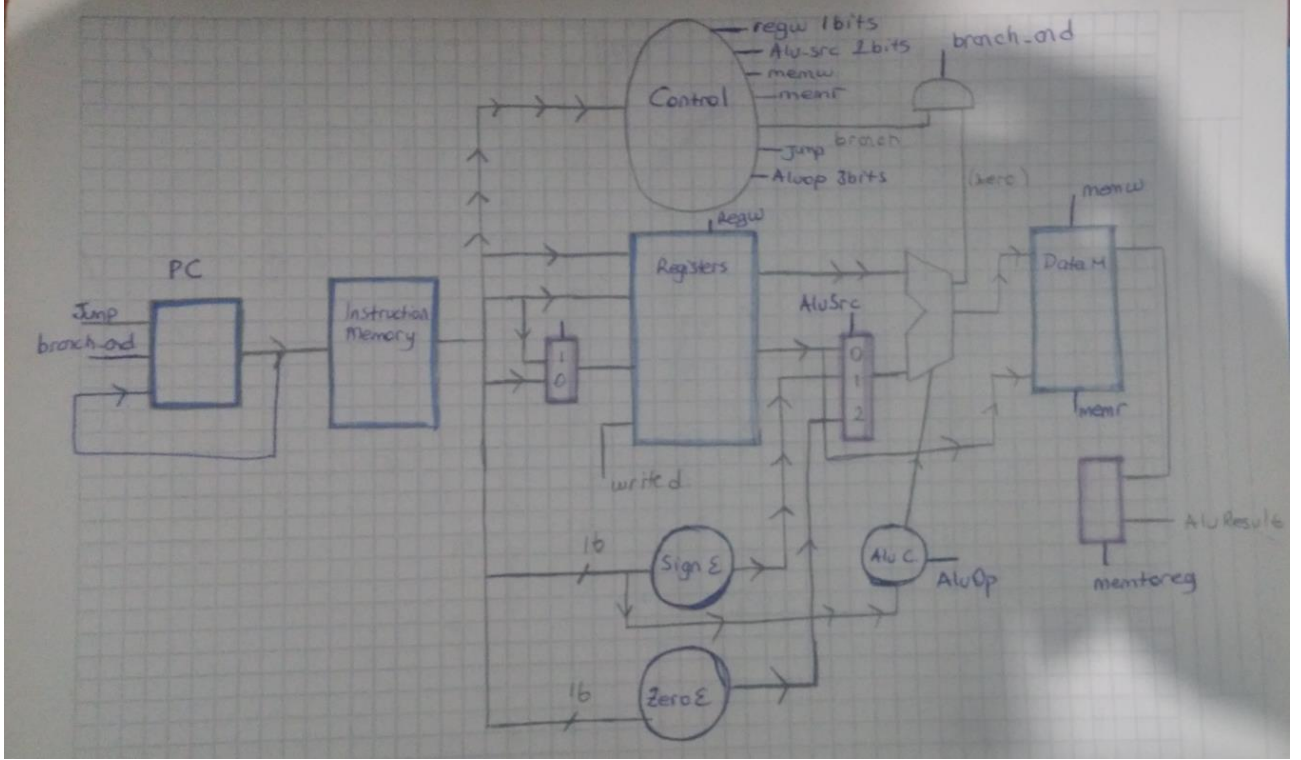 regw 1bits
Alu-src 2bits
memw
memr
branch_and
Control
branch
Jump
Aluop 3bits
(zero)
memw
Regw
PC
Registers
Data M
Instruction
Memory
AluSrc
Jump
branch_and
1
0
0
1
2
memr
write d
16
Sign E
Alu C
AluOp
AluResult
memtoreg
16
Zero E